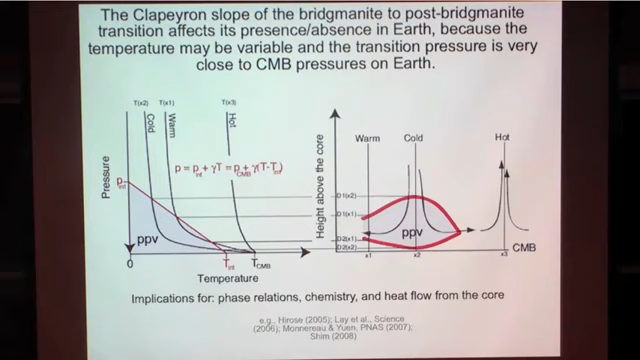 The Clapeyron slope of the bridgmanite to post-bridgmanite
transition affects its presence/absence in Earth, because the
temperature may be variable and the transition pressure is very
close to CMB pressures on Earth.
T(x2) T(x1) T(x3)
Cold Warm Hot
Pressure
p = p int + γT = p CMB + γ(T-T int)
P int
ppv
0 T int T CMB
Temperature
Height above the core
Warm Cold Hot
D1(x2)
D1(x1)
D2(x1)
D2(x2)
ppv
CMB
x1 x2 x3
Implications for: phase relations, chemistry, and heat flow from the core
e.g., Hirose (2005); Lay et al., Science
(2006); Monnereau & Yuen, PNAS (2007);
Shim (2008)